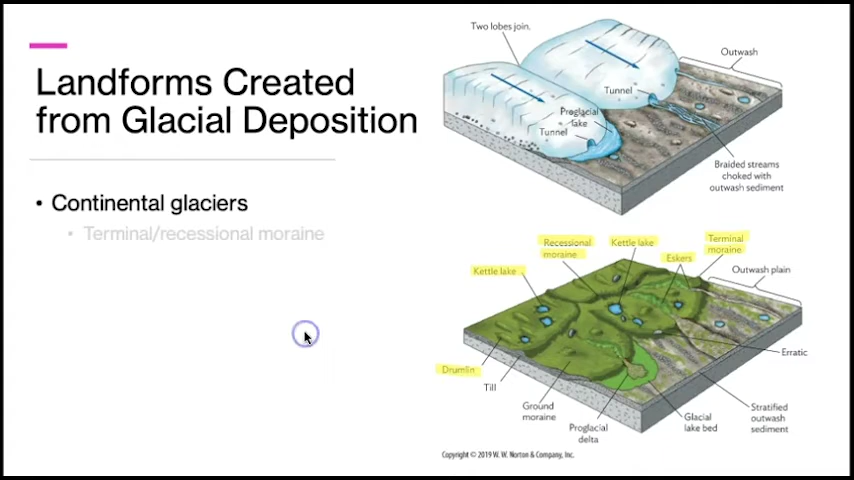 Landforms Created
from Glacial Deposition
• Continental glaciers
• Terminal/recessional moraine
Two lobes join.
Outwash
Tunnel
Proglacial
lake
Tunnel
Braided streams
choked with
outwash sediment
Recessional
moraine
Kettle lake
Terminal
moraine
Eskers
Kettle lake
Outwash plain
Erratic
Drumlin
Till
Ground
moraine
Proglacial
delta
Glacial
lake bed
Stratified
outwash
sediment
Copyright © 2019 W. W. Norton & Company, Inc.